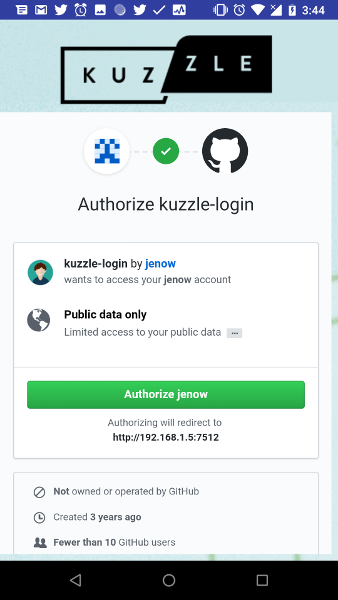 3:44
KUZZLE
Authorize kuzzle-login
kuzzle-login by jenow
wants to access your jenow account
Public data only
Limited access to your public data ...
Authorize jenow
Authorizing will redirect to
http://192.168.1.5:7512
Not owned or operated by GitHub
Created 3 years ago
Fewer than 10 GitHub users